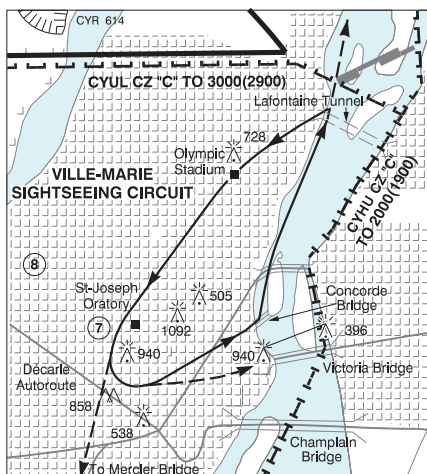 CYR 614
CYUL CZ "C" TO 3000(2900)
Lafontaine Tunnel
728
Olympic
Stadium
VILLE-MARIE
SIGHTSEEING CIRCUIT
CYHU CZ "C"
TO 2000(1900)
8
St-Joseph
Oratory
505
Concorde
Bridge
7
1092
396
940
940
Victoria Bridge
Décarie
Autoroute
858
538
Champlain
Bridge
To Mercier Bridge